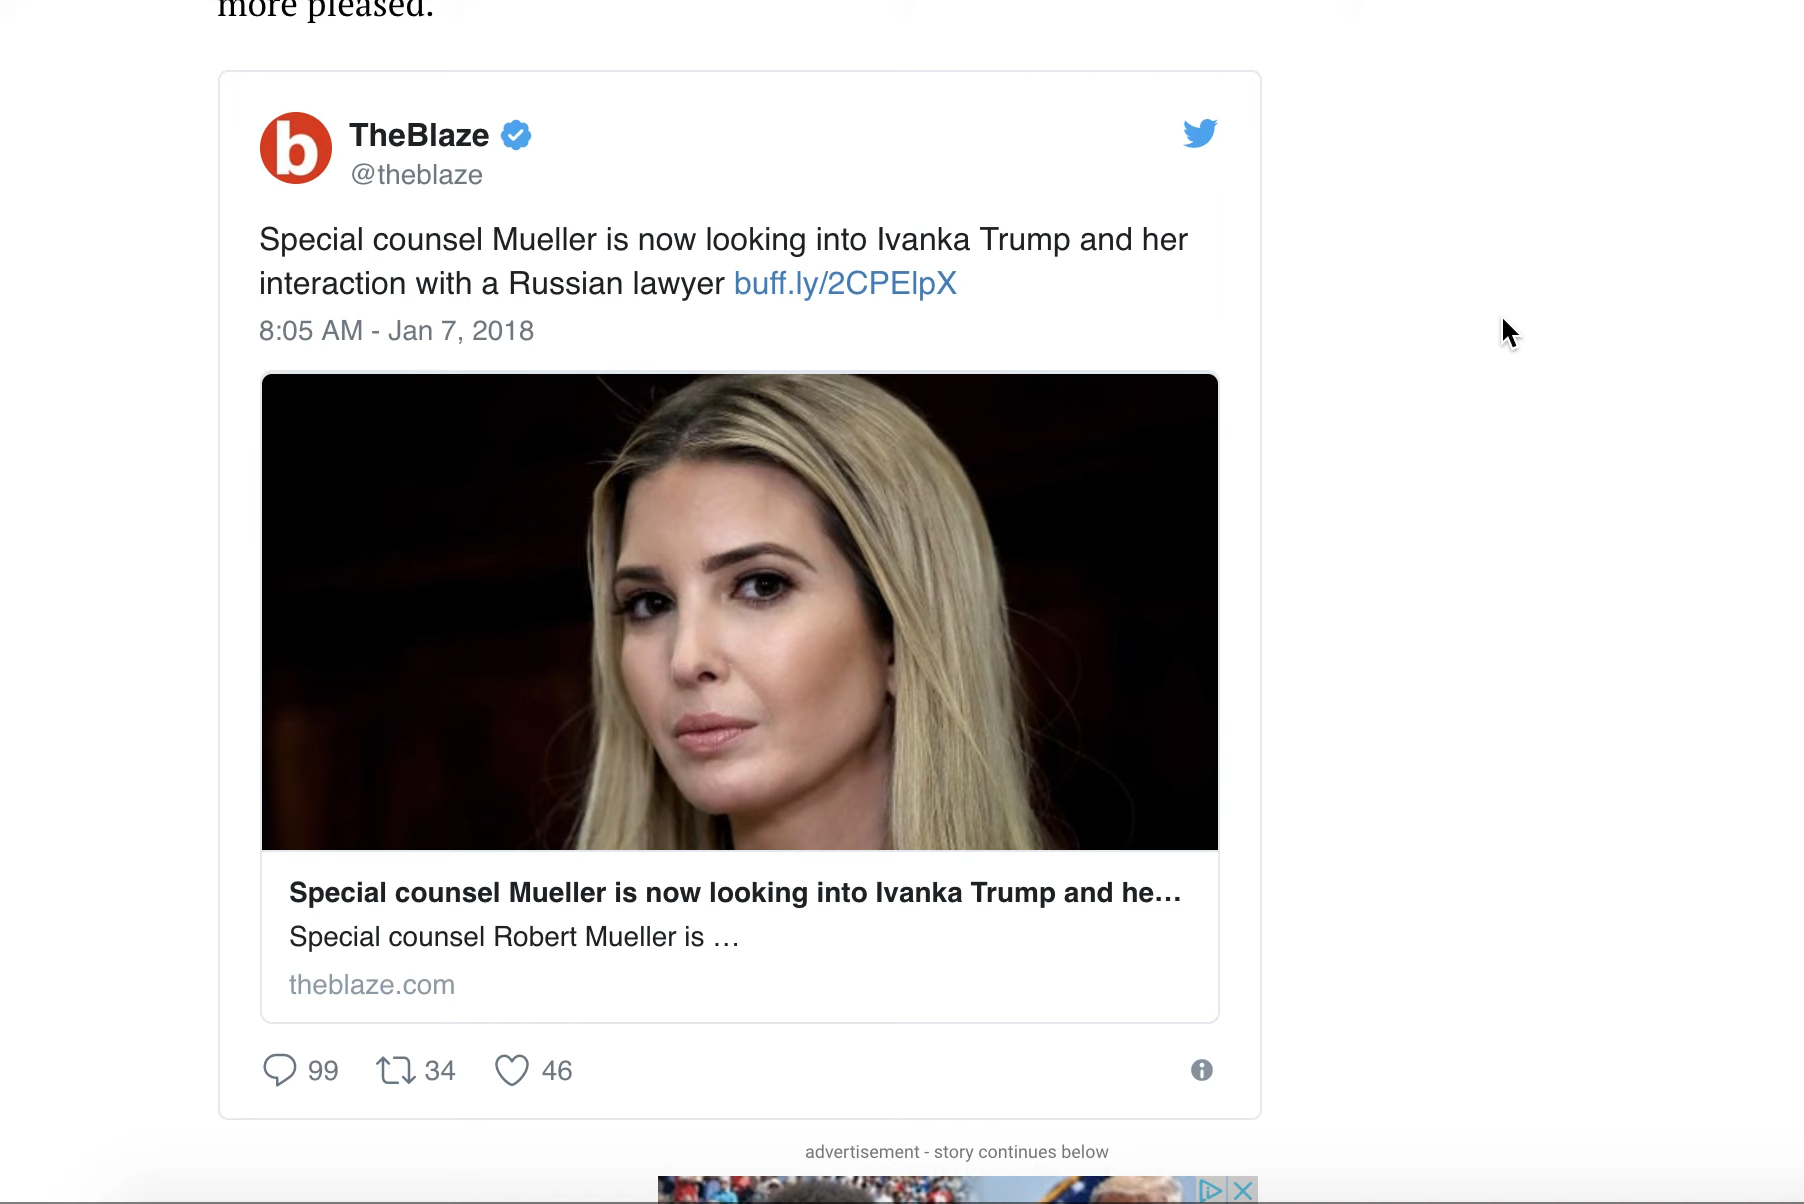 more pleased.
b
TheBlaze
@theblaze
Special counsel Mueller is now looking into Ivanka Trump and her
interaction with a Russian lawyer buff.ly/2CPElpX
8:05 AM - Jan 7, 2018
Special counsel Mueller is now looking into Ivanka Trump and he...
Special counsel Robert Mueller is ...
theblaze.com
99 34 46
advertisement - story continues below